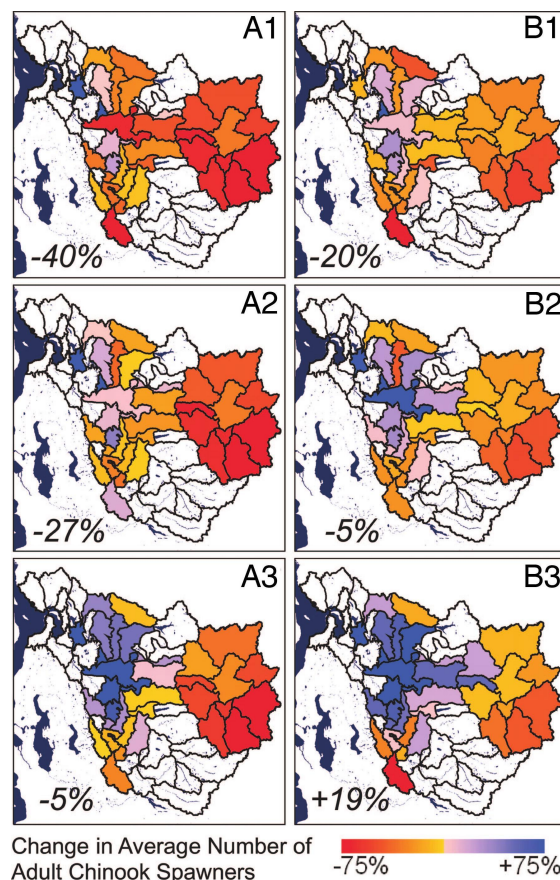 A1
B1
-40%
-20%
A2
B2
-27%
-5%
A3
B3
-5%
+19%
Change in Average Number of
Adult Chinook Spawners
-75%
+75%